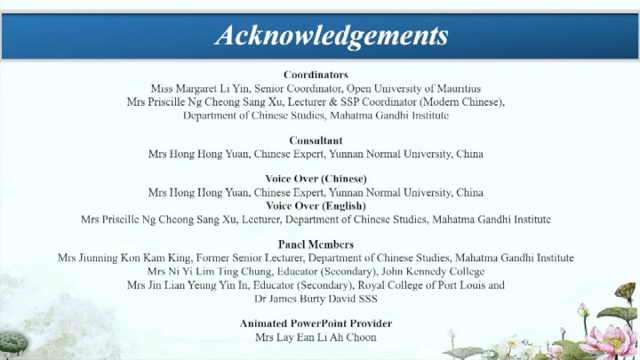 Acknowledgements
Coordinators
Miss Margaret Li Yin, Senior Coordinator, Open University of Mauritius
Mrs Priscille Ng Cheong Sang Xu, Lecturer & SSP Coordinator (Modern Chinese),
Department of Chinese Studies, Mahatma Gandhi Institute
Consultant
Mrs Hong Hong Yuan, Chinese Expert, Yunnan Normal University, China
Voice Over (Chinese)
Mrs Hong Hong Yuan, Chinese Expert, Yunnan Normal University, China
Voice Over (English)
Mrs Priscille Ng Cheong Sang Xu, Lecturer, Department of Chinese Studies, Mahatma Gandhi Institute
Panel Members
Mrs Jiunning Kon Kam King, Former Senior Lecturer, Department of Chinese Studies, Mahatma Gandhi Institute
Mrs Ni Yi Lim Ting Chung, Educator (Secondary), John Kennedy College
Mrs Jin Lian Yeung Yin In, Educator (Secondary), Royal College of Port Louis and
Dr James Burty David SSS
Animated PowerPoint Provider
Mrs Lay Ean Li Ah Choon